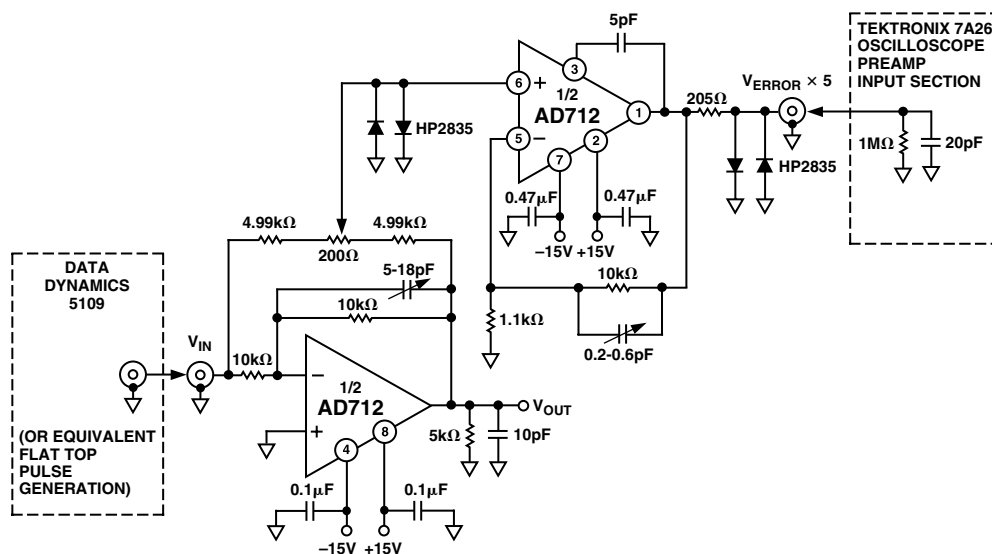 5pF
TEKTRONIX 7A26
OSCILLOSCOPE
PREAMP
INPUT SECTION
3
6
+
1/2
AD712
1
5
–
2
7
205Ω
VERROR × 5
1MΩ
20pF
HP2835
HP2835
0.47µF
0.47µF
–15V
+15V
4.99kΩ
4.99kΩ
200Ω
5-18pF
10kΩ
10kΩ
1.1kΩ
0.2-0.6pF
DATA
DYNAMICS
5109
VIN
10kΩ
–
1/2
AD712
+
4
8
VOUT
5kΩ
10pF
(OR EQUIVALENT
FLAT TOP
PULSE
GENERATION)
0.1µF
0.1µF
–15V
+15V